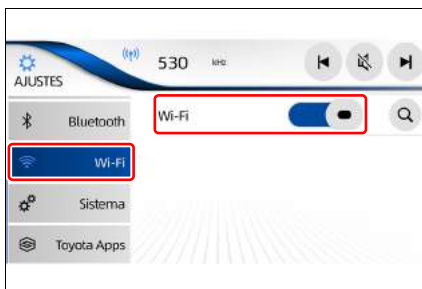 530 kHz
AJUSTES
Bluetooth
Wi-Fi
Wi-Fi
Sistema
Toyota Apps